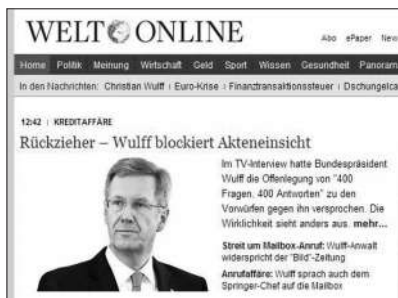 WELT ONLINE
Abo ePaper New
Home Politik Meinung Wirtschaft Geld Sport Wissen Gesundheit Panoram
In den Nachrichten: Christian Wulff Euro-Krise Finanztransaktionssteuer Dschungelca
12:42 KREDITAFFÄRE
Rückzieher – Wulff blockiert Akteneinsicht
Im TV-Interview hatte Bundespräsident
Wulff die Offenlegung von "400
Fragen, 400 Antworten" zu den
Vorwürfen gegen ihn versprochen. Die
Wirklichkeit sieht anders aus. mehr...
Streit um Mailbox-Anruf: Wulff-Anwalt
widerspricht der "Bild"-Zeitung
Anrufaffäre: Wulff sprach auch dem
Springer-Chef auf die Mailbox